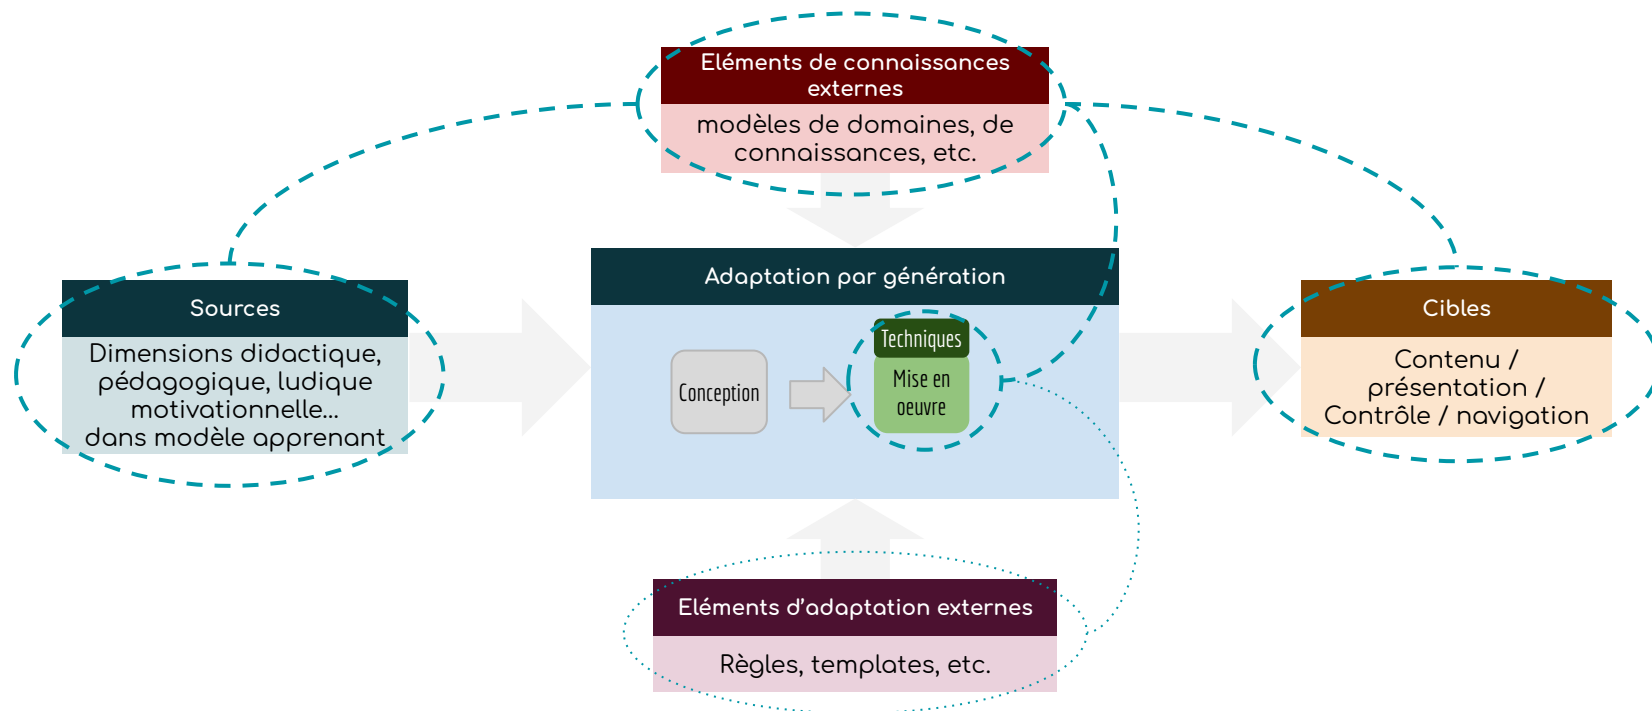 Eléments de connaissances
externes
modèles de domaines, de
connaissances, etc.
Adaptation par génération
Sources
Dimensions didactique,
pédagogique, ludique
motivationnelle...
dans modèle apprenant
Conception
Techniques
Mise en
oeuvre
Cibles
Contenu /
présentation /
Contrôle / navigation
Eléments d'adaptation externes
Règles, templates, etc.